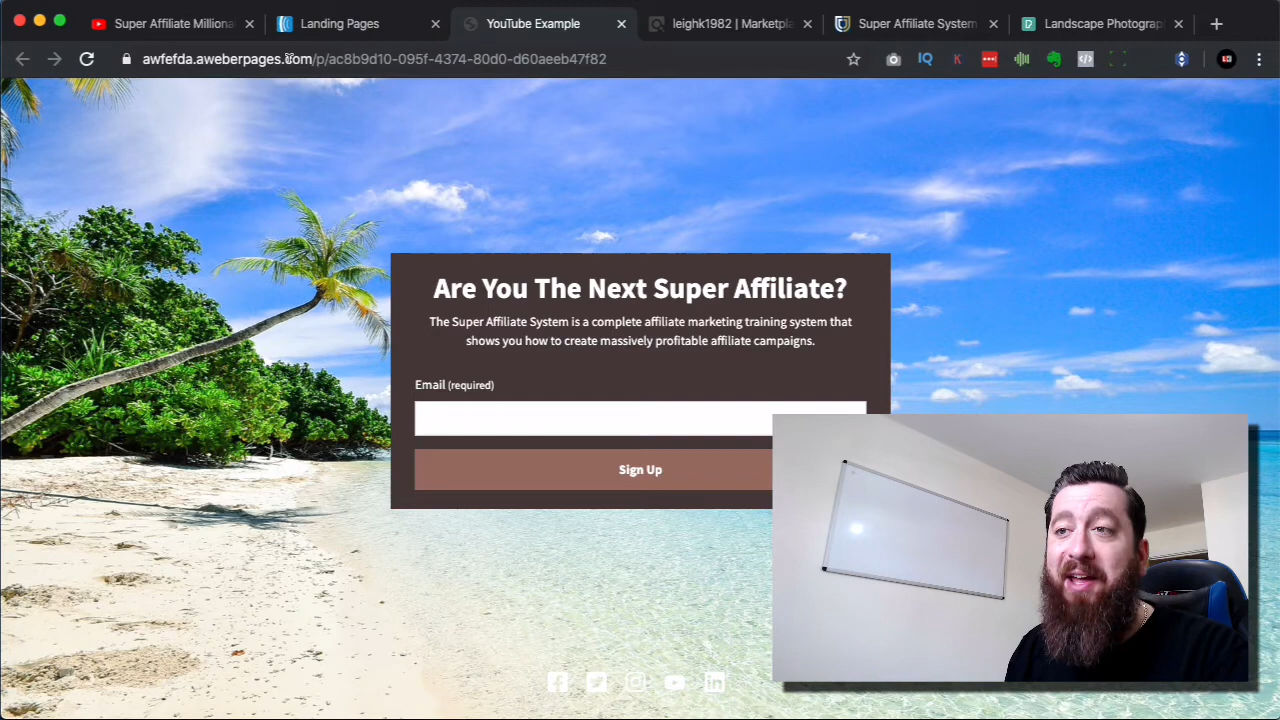 Super Affiliate Milliona
Landing Pages
YouTube Example
leighk1982 | Marketpla
Super Affiliate System
Landscape Photograp
awfefda.aweberpages.com/p/ac8b9d10-095f-4374-80d0-d60aeeb47f82
Are You The Next Super Affiliate?
The Super Affiliate System is a complete affiliate marketing training system that
shows you how to create massively profitable affiliate campaigns.
Email (required)
Sign Up